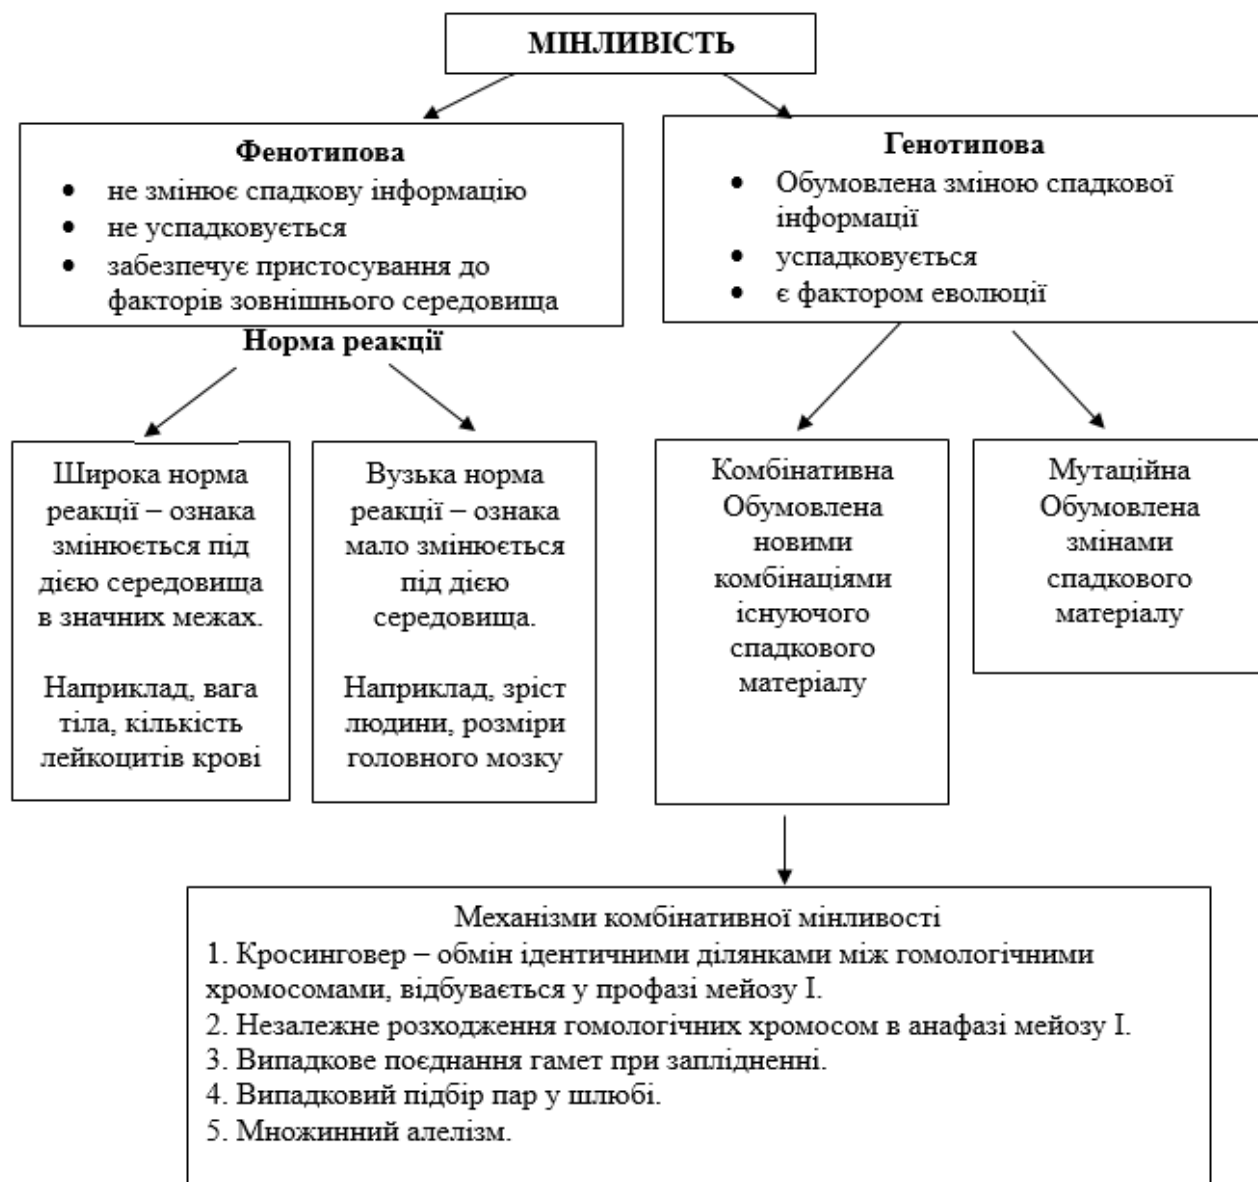 МІНЛИВІСТЬ
Фенотипова
• не змінює спадкову інформацію
• не успадковується
• забезпечує пристосування до
факторів зовнішнього середовища
Норма реакції
Широка норма
реакції – ознака
змінюється під
дією середовища
в значних межах.
Наприклад, вага
тіла, кількість
лейкоцитів крові
Вузька норма
реакції – ознака
мало змінюється
під дією
середовища.
Наприклад, зріст
людини, розміри
головного мозку
Генотипова
• Обумовлена зміною спадкової
інформації
• успадковується
• є фактором еволюції
Комбінативна
Обумовлена
новими
комбінаціями
існуючого
спадкового
матеріалу
Мутаційна
Обумовлена
змінами
спадкового
матеріалу
Механізми комбінативної мінливості
1. Кросинговер – обмін ідентичними ділянками між гомологічними
хромосомами, відбувається у профазі мейозу I.
2. Незалежне розходження гомологічних хромосом в анафазі мейозу I.
3. Випадкове поєднання гамет при заплідненні.
4. Випадковий підбір пар у шлюбі.
5. Множинний алелізм.